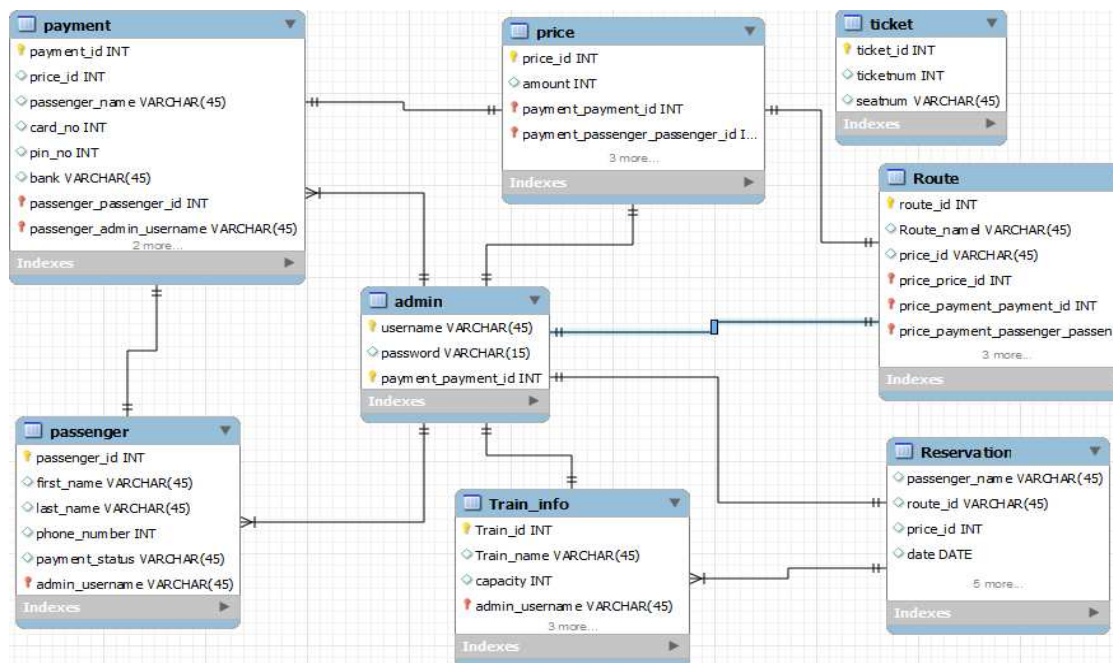 payment
payment_id INT
price_id INT
passenger_name VARCHAR(45)
card_no INT
pin_no INT
bank VARCHAR(45)
passenger_passenger_id INT
passenger_admin_username VARCHAR(45)
2 more...
Indexes
price
price_id INT
amount INT
payment_payment_id INT
payment_passenger_passenger_id I...
3 more...
Indexes
ticket
ticket_id INT
ticketnum INT
seatnum VARCHAR(45)
Indexes
Route
route_id INT
Route_namel VARCHAR(45)
price_id VARCHAR(45)
price_price_id INT
price_payment_payment_id INT
price_payment_passenger_passen
3 more...
Indexes
admin
username VARCHAR(45)
password VARCHAR(15)
payment_payment_id INT
Indexes
passenger
passenger_id INT
first_name VARCHAR(45)
last_name VARCHAR(45)
phone_number INT
payment_status VARCHAR(45)
admin_username VARCHAR(45)
Indexes
Train_info
Train_id INT
Train_name VARCHAR(45)
capacity INT
admin_username VARCHAR(45)
3 more...
Indexes
Reservation
passenger_name VARCHAR(45)
route_id VARCHAR(45)
price_id INT
date DATE
5 more...
Indexes